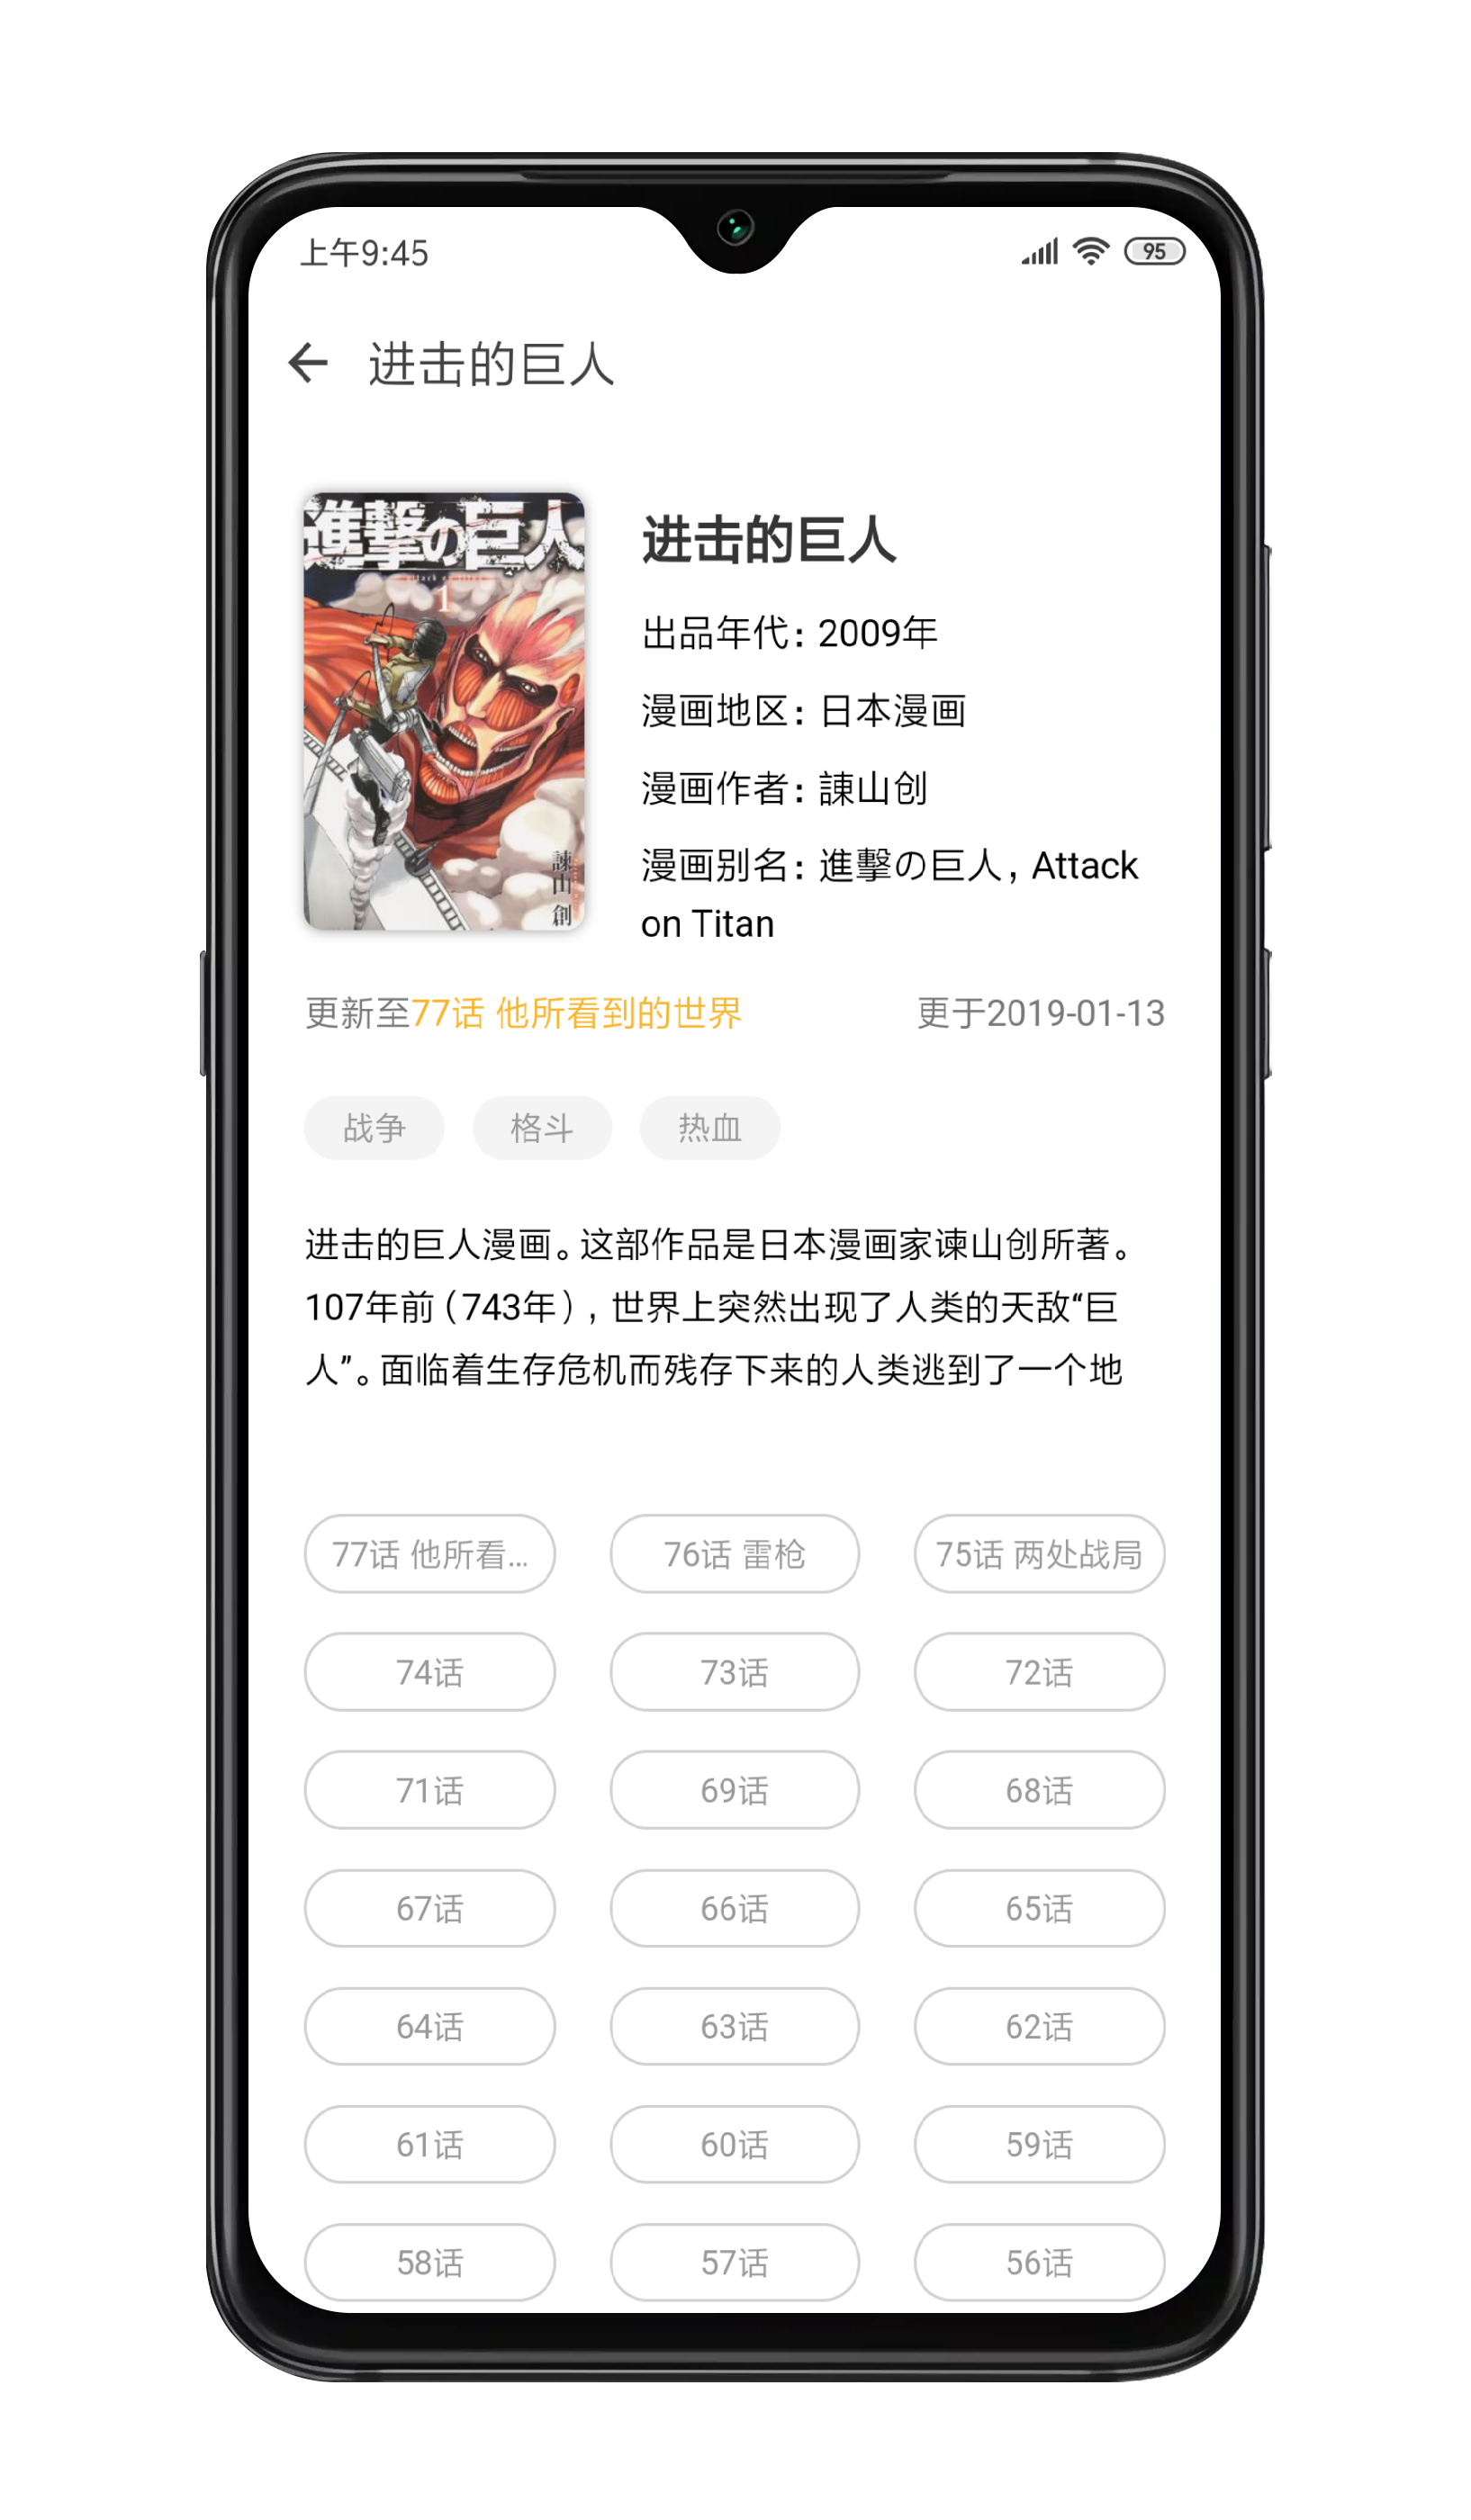 上午9:45
95
进击的巨人
進撃の巨人
attack on titan
1
諫山創
进击的巨人
出品年代：2009年
漫画地区：日本漫画
漫画作者：諌山创
漫画别名：進擊の巨人，Attack
on Titan
更新至77话 他所看到的世界
更于2019-01-13
战争
格斗
热血
进击的巨人漫画。这部作品是日本漫画家谏山创所著。
107年前（743年），世界上突然出现了人类的天敌“巨
人”。面临着生存危机而残存下来的人类逃到了一个地
77话 他所看...
76话 雷枪
75话 两处战局
74话
73话
72话
71话
69话
68话
67话
66话
65话
64话
63话
62话
61话
60话
59话
58话
57话
56话